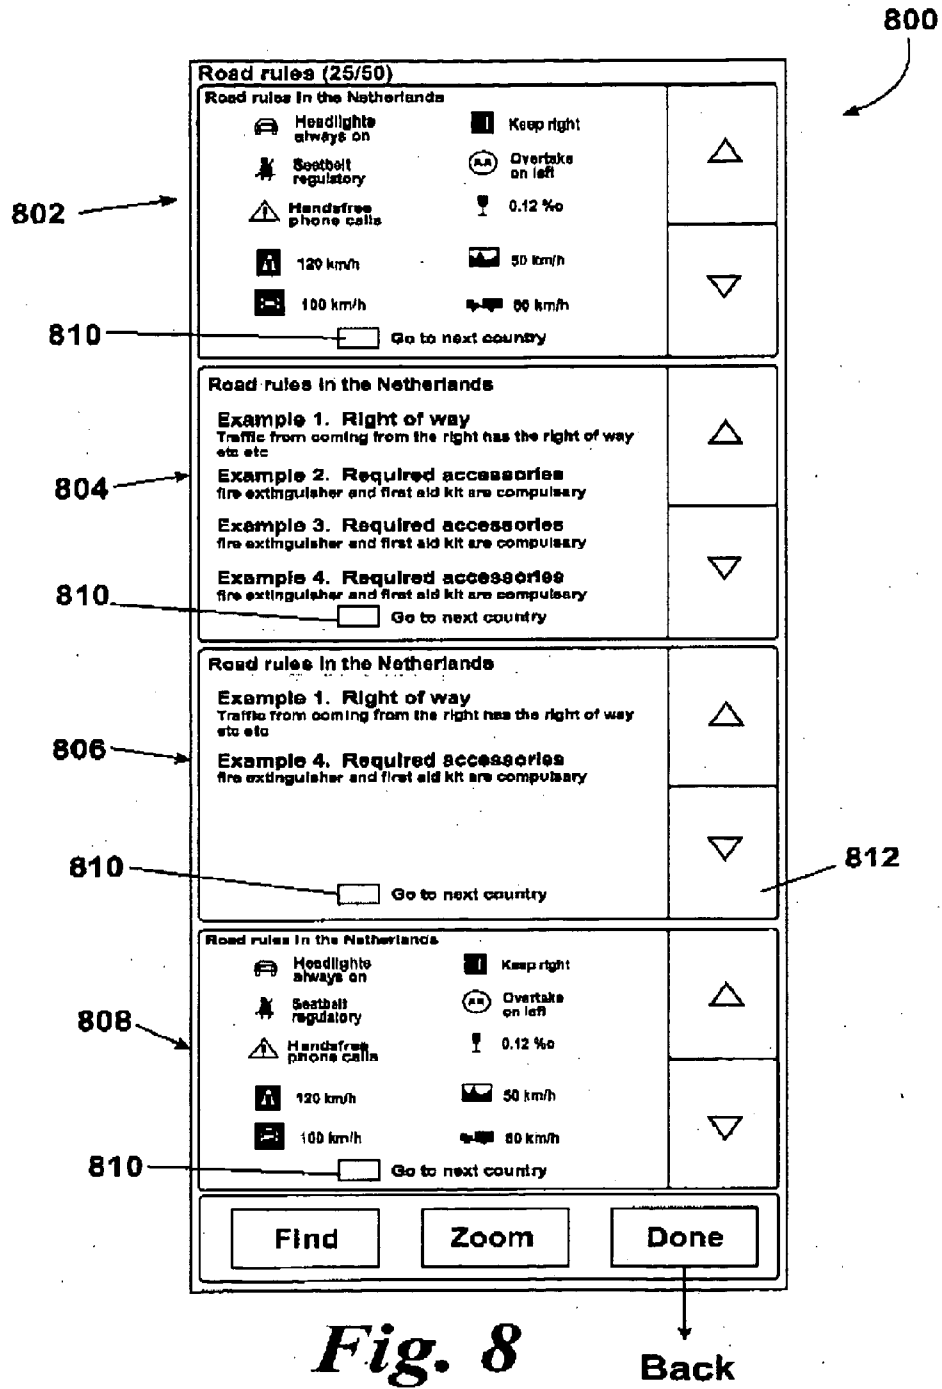 800
Road rules (25/50)
Road rules in the Netherlands
Headlights always on
Keep right
Seatbelt regulatory
Overtake on left
802
Handsfree phone calls
0.12 %o
120 km/h
50 km/h
100 km/h
80 km/h
810
Go to next country
Road rules in the Netherlands
Example 1. Right of way
Traffic from coming from the right has the right of way
etc etc
804
Example 2. Required accessories
fire extinguisher and first aid kit are compulsary
Example 3. Required accessories
fire extinguisher and first aid kit are compulsary
Example 4. Required accessories
fire extinguisher and first aid kit are compulsary
810
Go to next country
Road rules in the Netherlands
Example 1. Right of way
Traffic from coming from the right has the right of way
etc etc
806
Example 4. Required accessories
fire extinguisher and first aid kit are compulsary
812
810
Go to next country
Road rules in the Netherlands
Headlights always on
Keep right
Seatbelt regulatory
Overtake on left
808
Handsfree phone calls
0.12 %o
120 km/h
50 km/h
100 km/h
80 km/h
810
Go to next country
Find
Zoom
Done
Fig. 8
Back